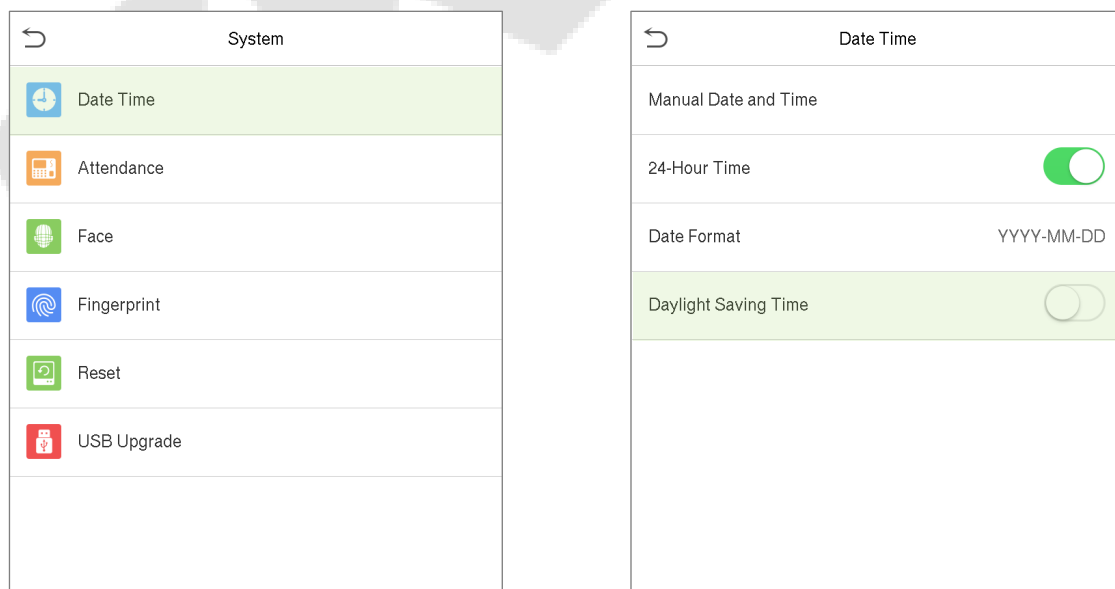 System
Date Time
Attendance
Face
Fingerprint
Reset
USB Upgrade
Date Time
Manual Date and Time
24-Hour Time
Date Format YYYY-MM-DD
Daylight Saving Time